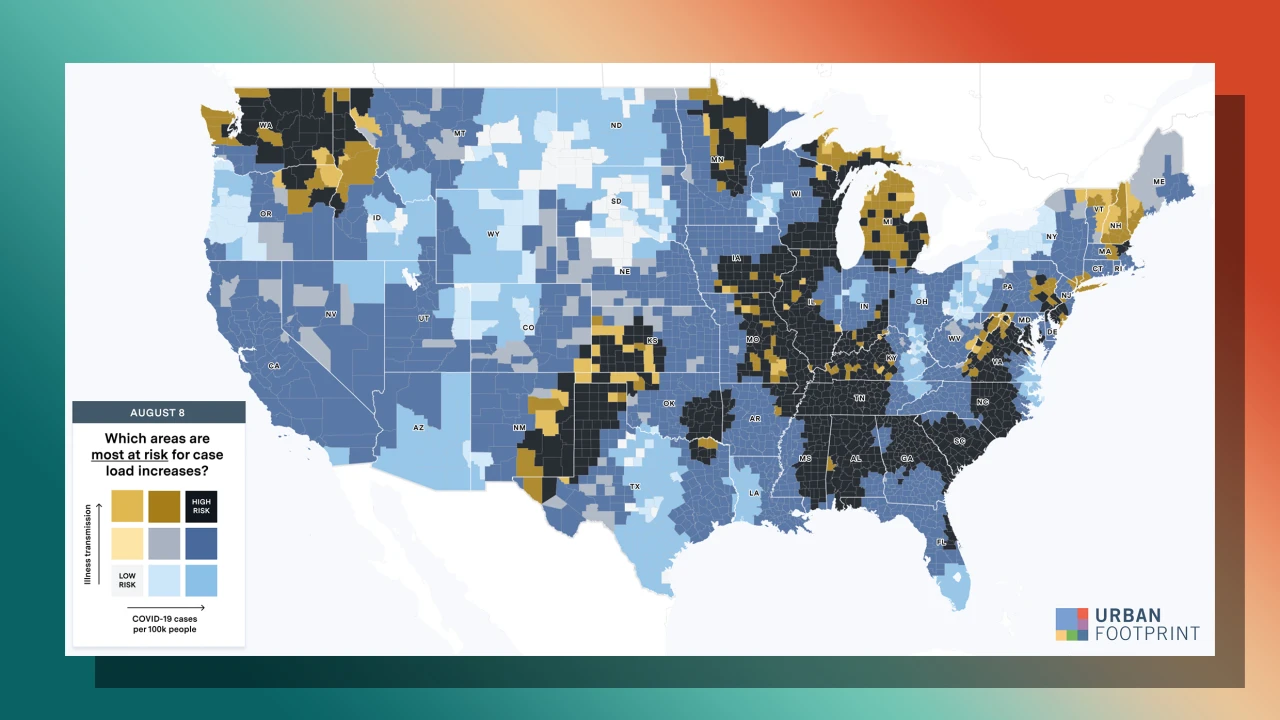 WA
MT
ND
MN
ME
OR
ID
WY
SD
WI
MI
VT
NH
NY
MA
CT
RI
NV
UT
CO
NE
IA
IL
IN
OH
PA
NJ
CA
KS
MO
KY
WV
MD
DE
VA
AZ
NM
OK
AR
TN
NC
SC
TX
LA
MS
AL
GA
FL
AUGUST 8
Which areas are
most at risk for case
load increases?
HIGH
RISK
Illness transmission
LOW
RISK
COVID-19 cases
per 100k people
URBAN
FOOTPRINT